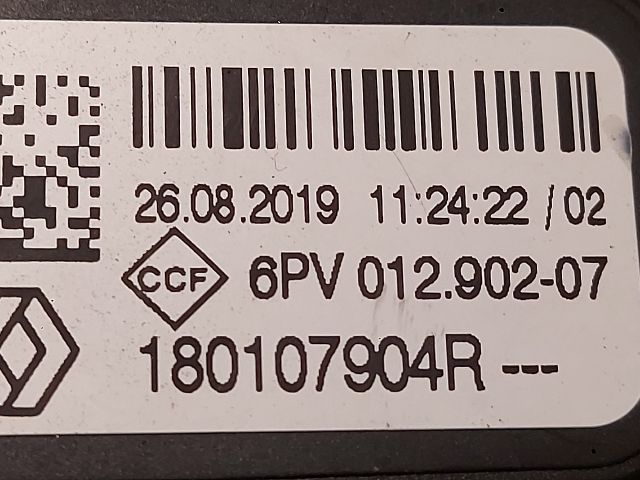 26.08.2019 11:24:22 /02
CCF 6PV 012.902-07
180107904R ---